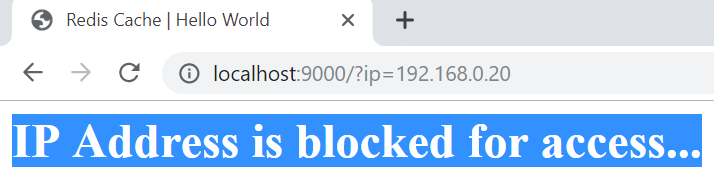 Redis Cache | Hello World
localhost:9000/?ip=192.168.0.20
IP Address is blocked for access...